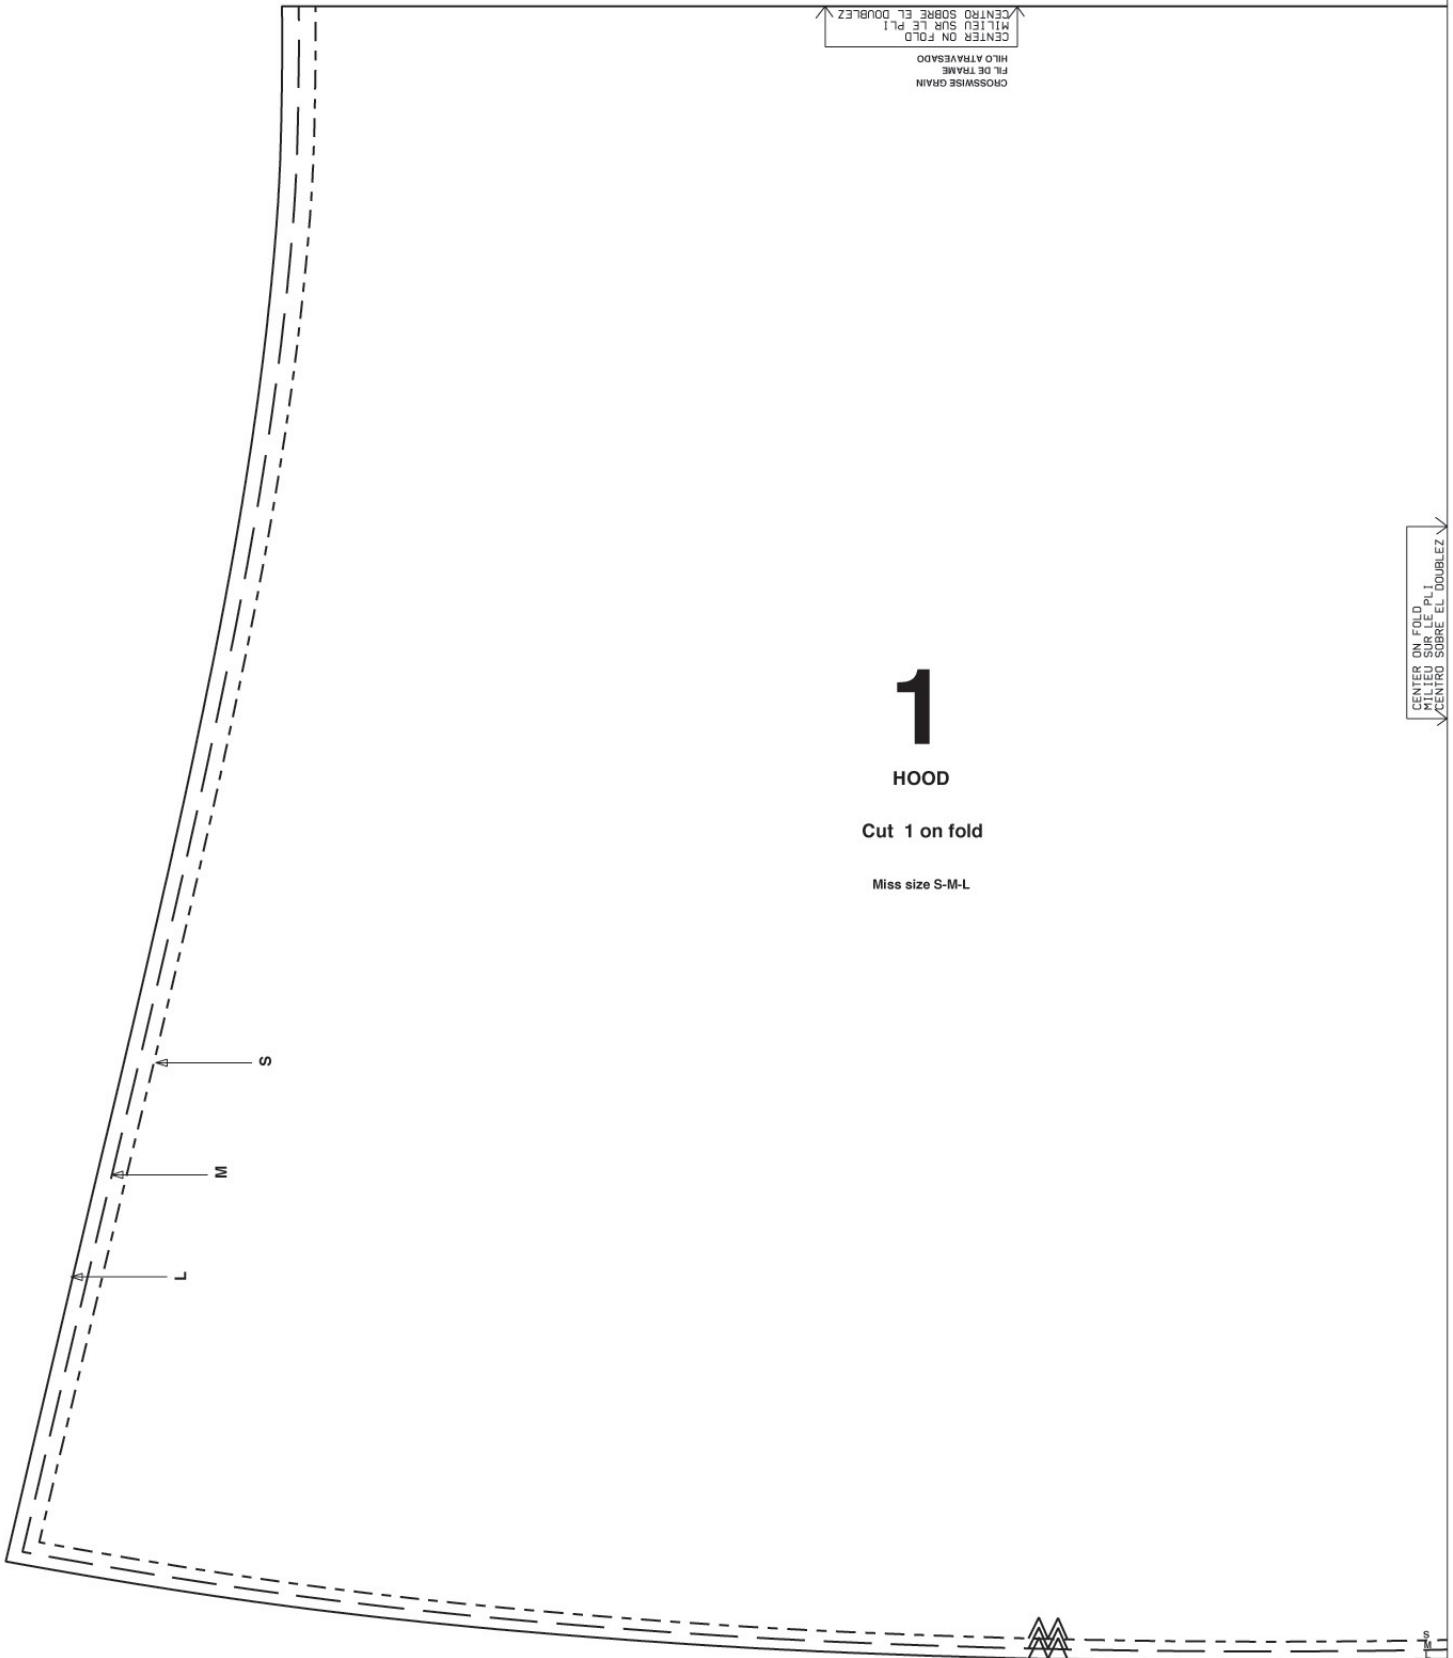 CENTER ON FOLD
MILIEU SUR LE PLI
CENTRO SOBRE EL DOUBLEZ
CROSSWISE GRAIN
FIL DE TRAME
HILO ATRAVESADO
CENTER ON FOLD
MILIEU SUR LE PLI
CENTRO SOBRE EL DOUBLEZ
1
HOOD
Cut 1 on fold
Miss size S-M-L
S
M
L
S
M